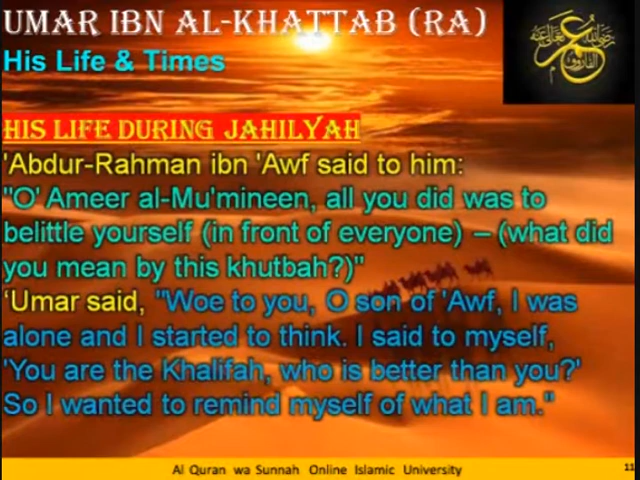 UMAR IBN AL-KHATTAB (RA)
His Life & Times
HIS LIFE DURING JAHILYAH
'Abdur-Rahman ibn 'Awf said to him:
"O' Ameer al-Mu'mineen, all you did was to
belittle yourself (in front of everyone) – (what did
you mean by this khutbah?)"
‘Umar said, "Woe to you, O son of 'Awf, I was
alone and I started to think. I said to myself,
'You are the Khalifah, who is better than you?'
So I wanted to remind myself of what I am."
Al Quran wa Sunnah Online Islamic University
11